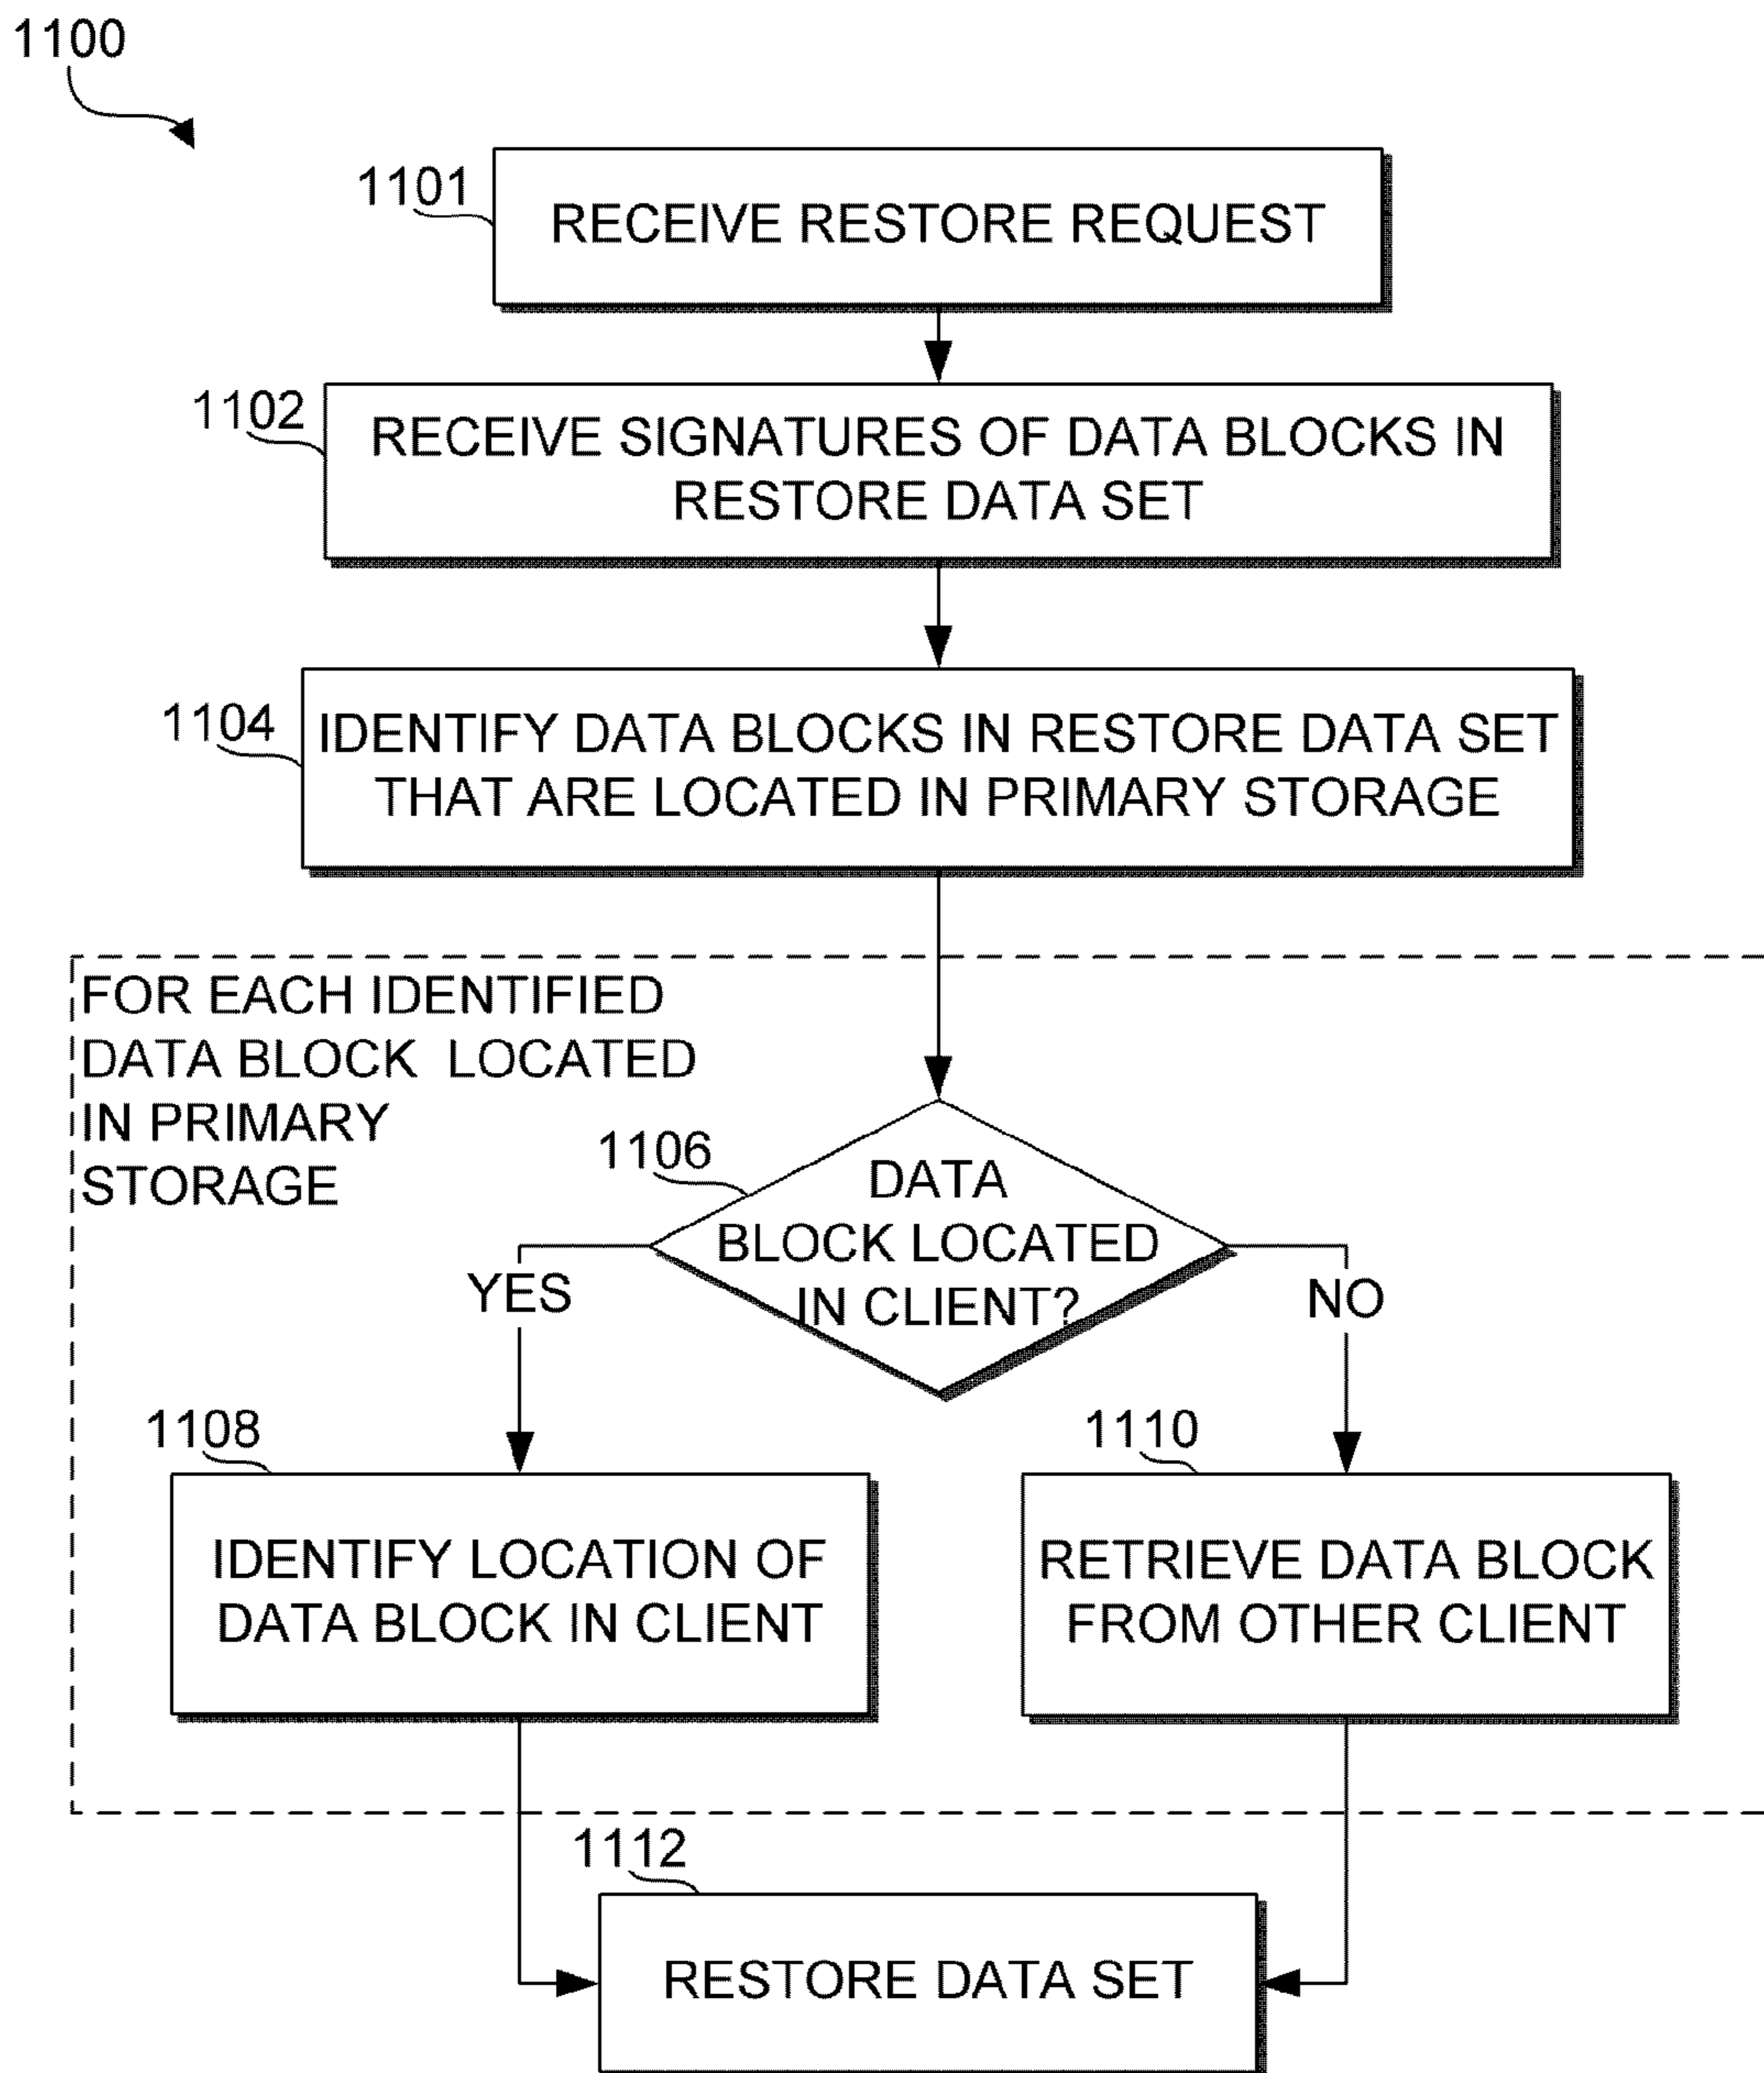 1100
1101
RECEIVE RESTORE REQUEST
1102
RECEIVE SIGNATURES OF DATA BLOCKS IN
RESTORE DATA SET
1104
IDENTIFY DATA BLOCKS IN RESTORE DATA SET
THAT ARE LOCATED IN PRIMARY STORAGE
FOR EACH IDENTIFIED
DATA BLOCK LOCATED
IN PRIMARY
STORAGE
1106
DATA
BLOCK LOCATED
IN CLIENT?
YES
NO
1108
IDENTIFY LOCATION OF
DATA BLOCK IN CLIENT
1110
RETRIEVE DATA BLOCK
FROM OTHER CLIENT
1112
RESTORE DATA SET